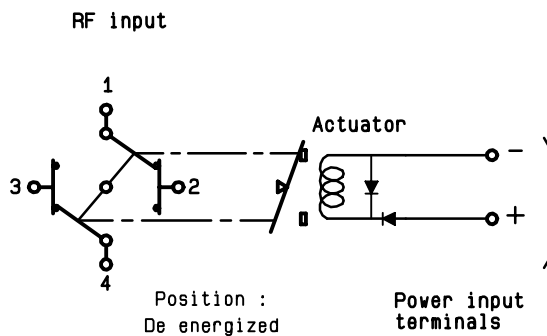 RF input
1
Actuator
-
3
2
+
4
Position :
De energized
Power input
terminals